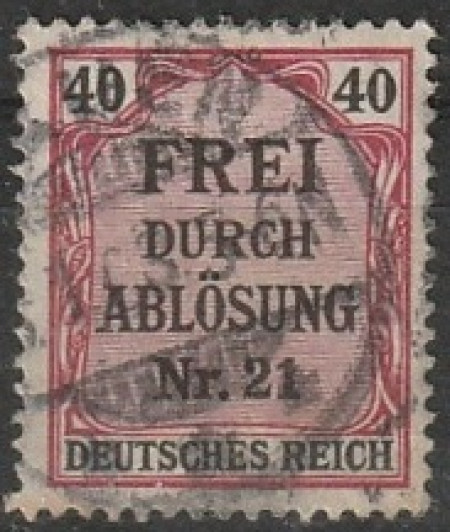 40 40
FREI
DURCH
ABLÖSUNG
Nr. 21
DEUTSCHES REICH